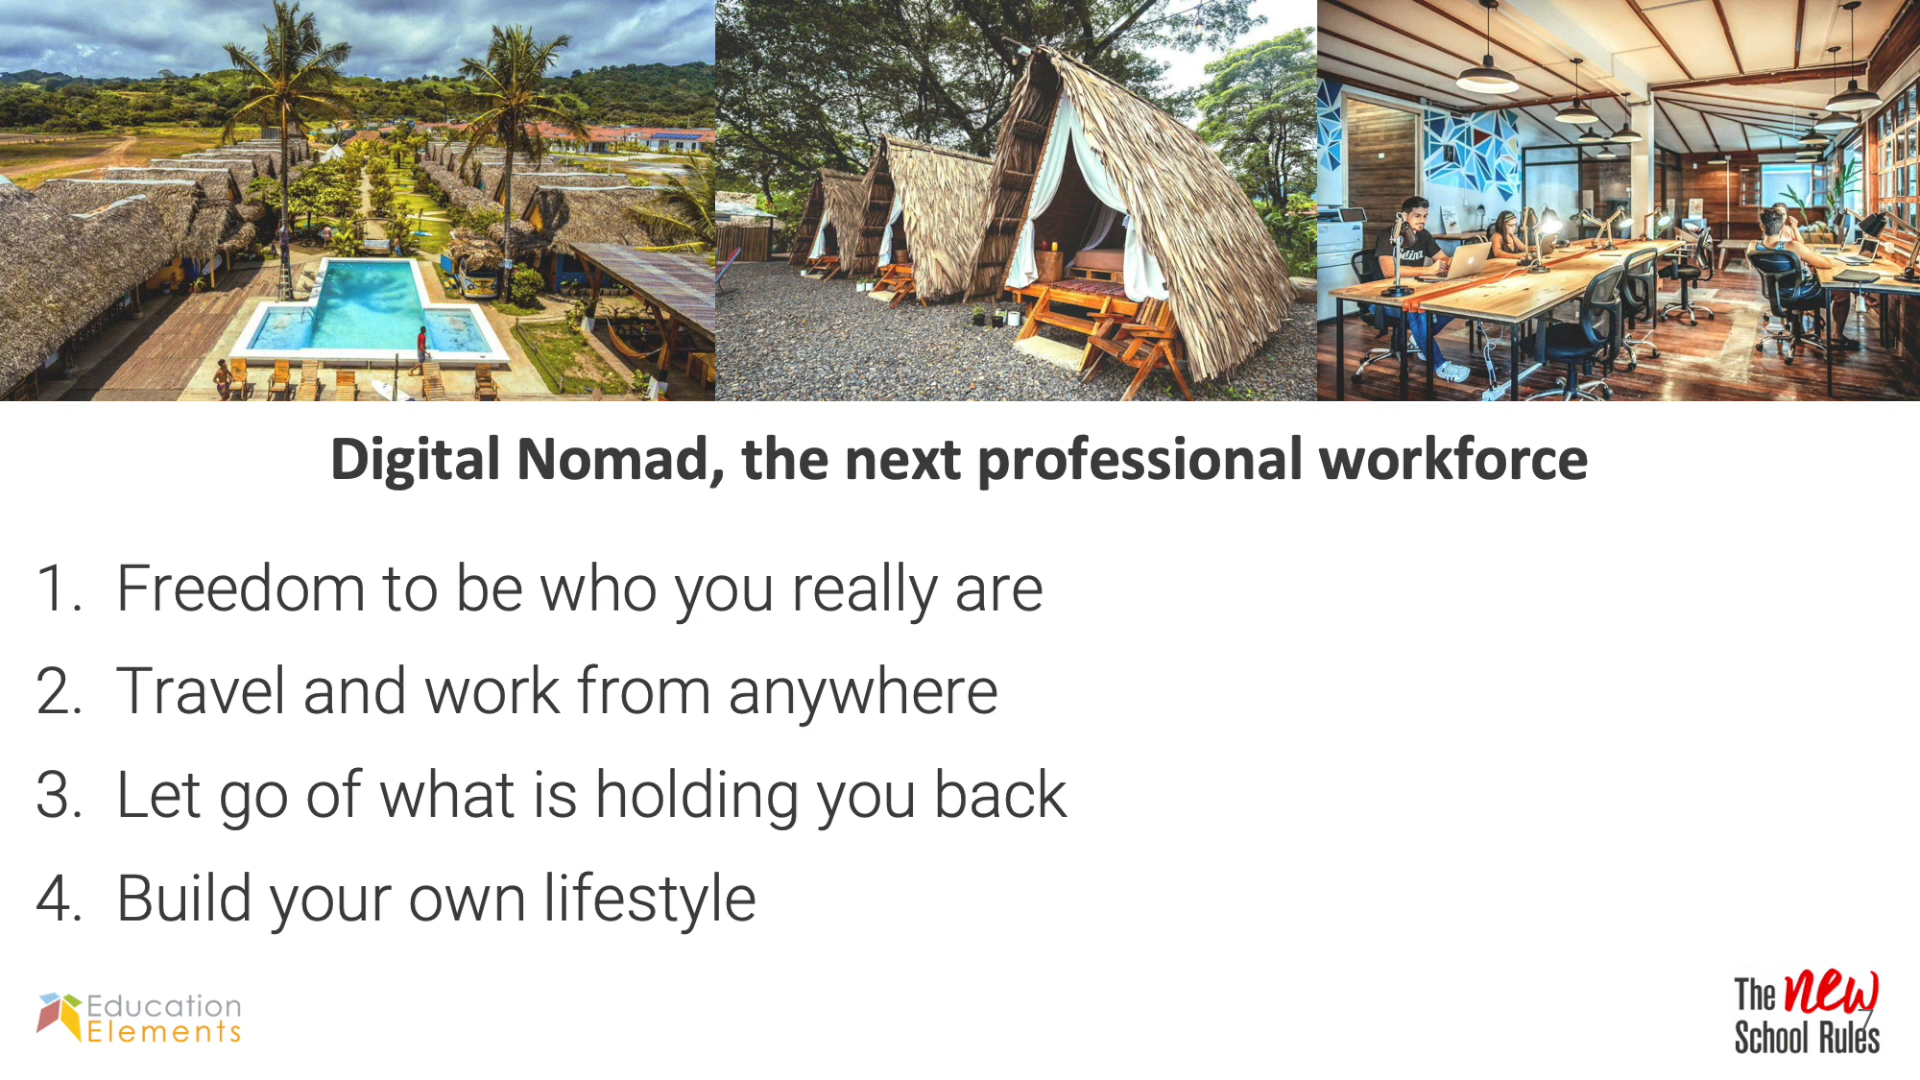 Digital Nomad, the next professional workforce
1. Freedom to be who you really are
2. Travel and work from anywhere
3. Let go of what is holding you back
4. Build your own lifestyle
Education
Elements
The new
7
School Rules